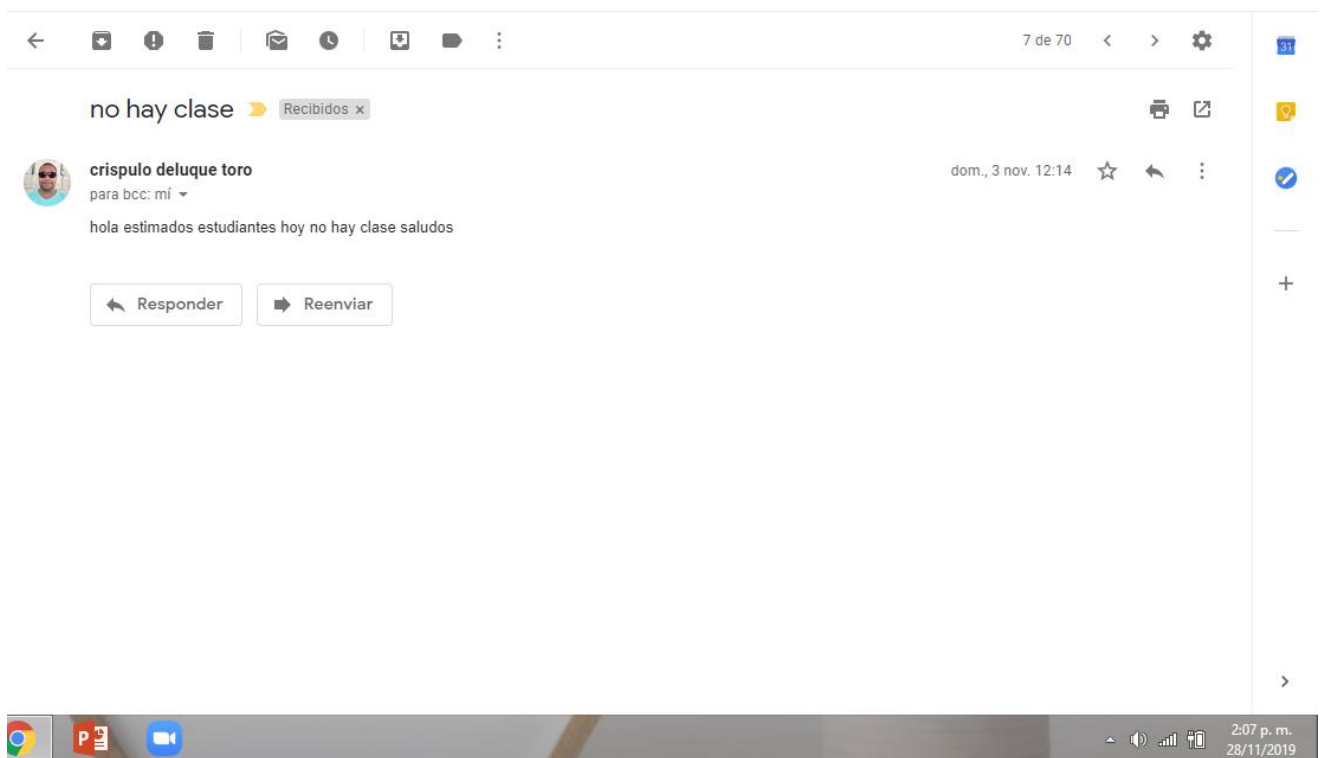 7 de 70
31
no hay clase Recibidos x
crispulo deluque toro dom., 3 nov. 12:14
para bcc: mí
hola estimados estudiantes hoy no hay clase saludos
Responder Reenviar
2:07 p. m.
28/11/2019